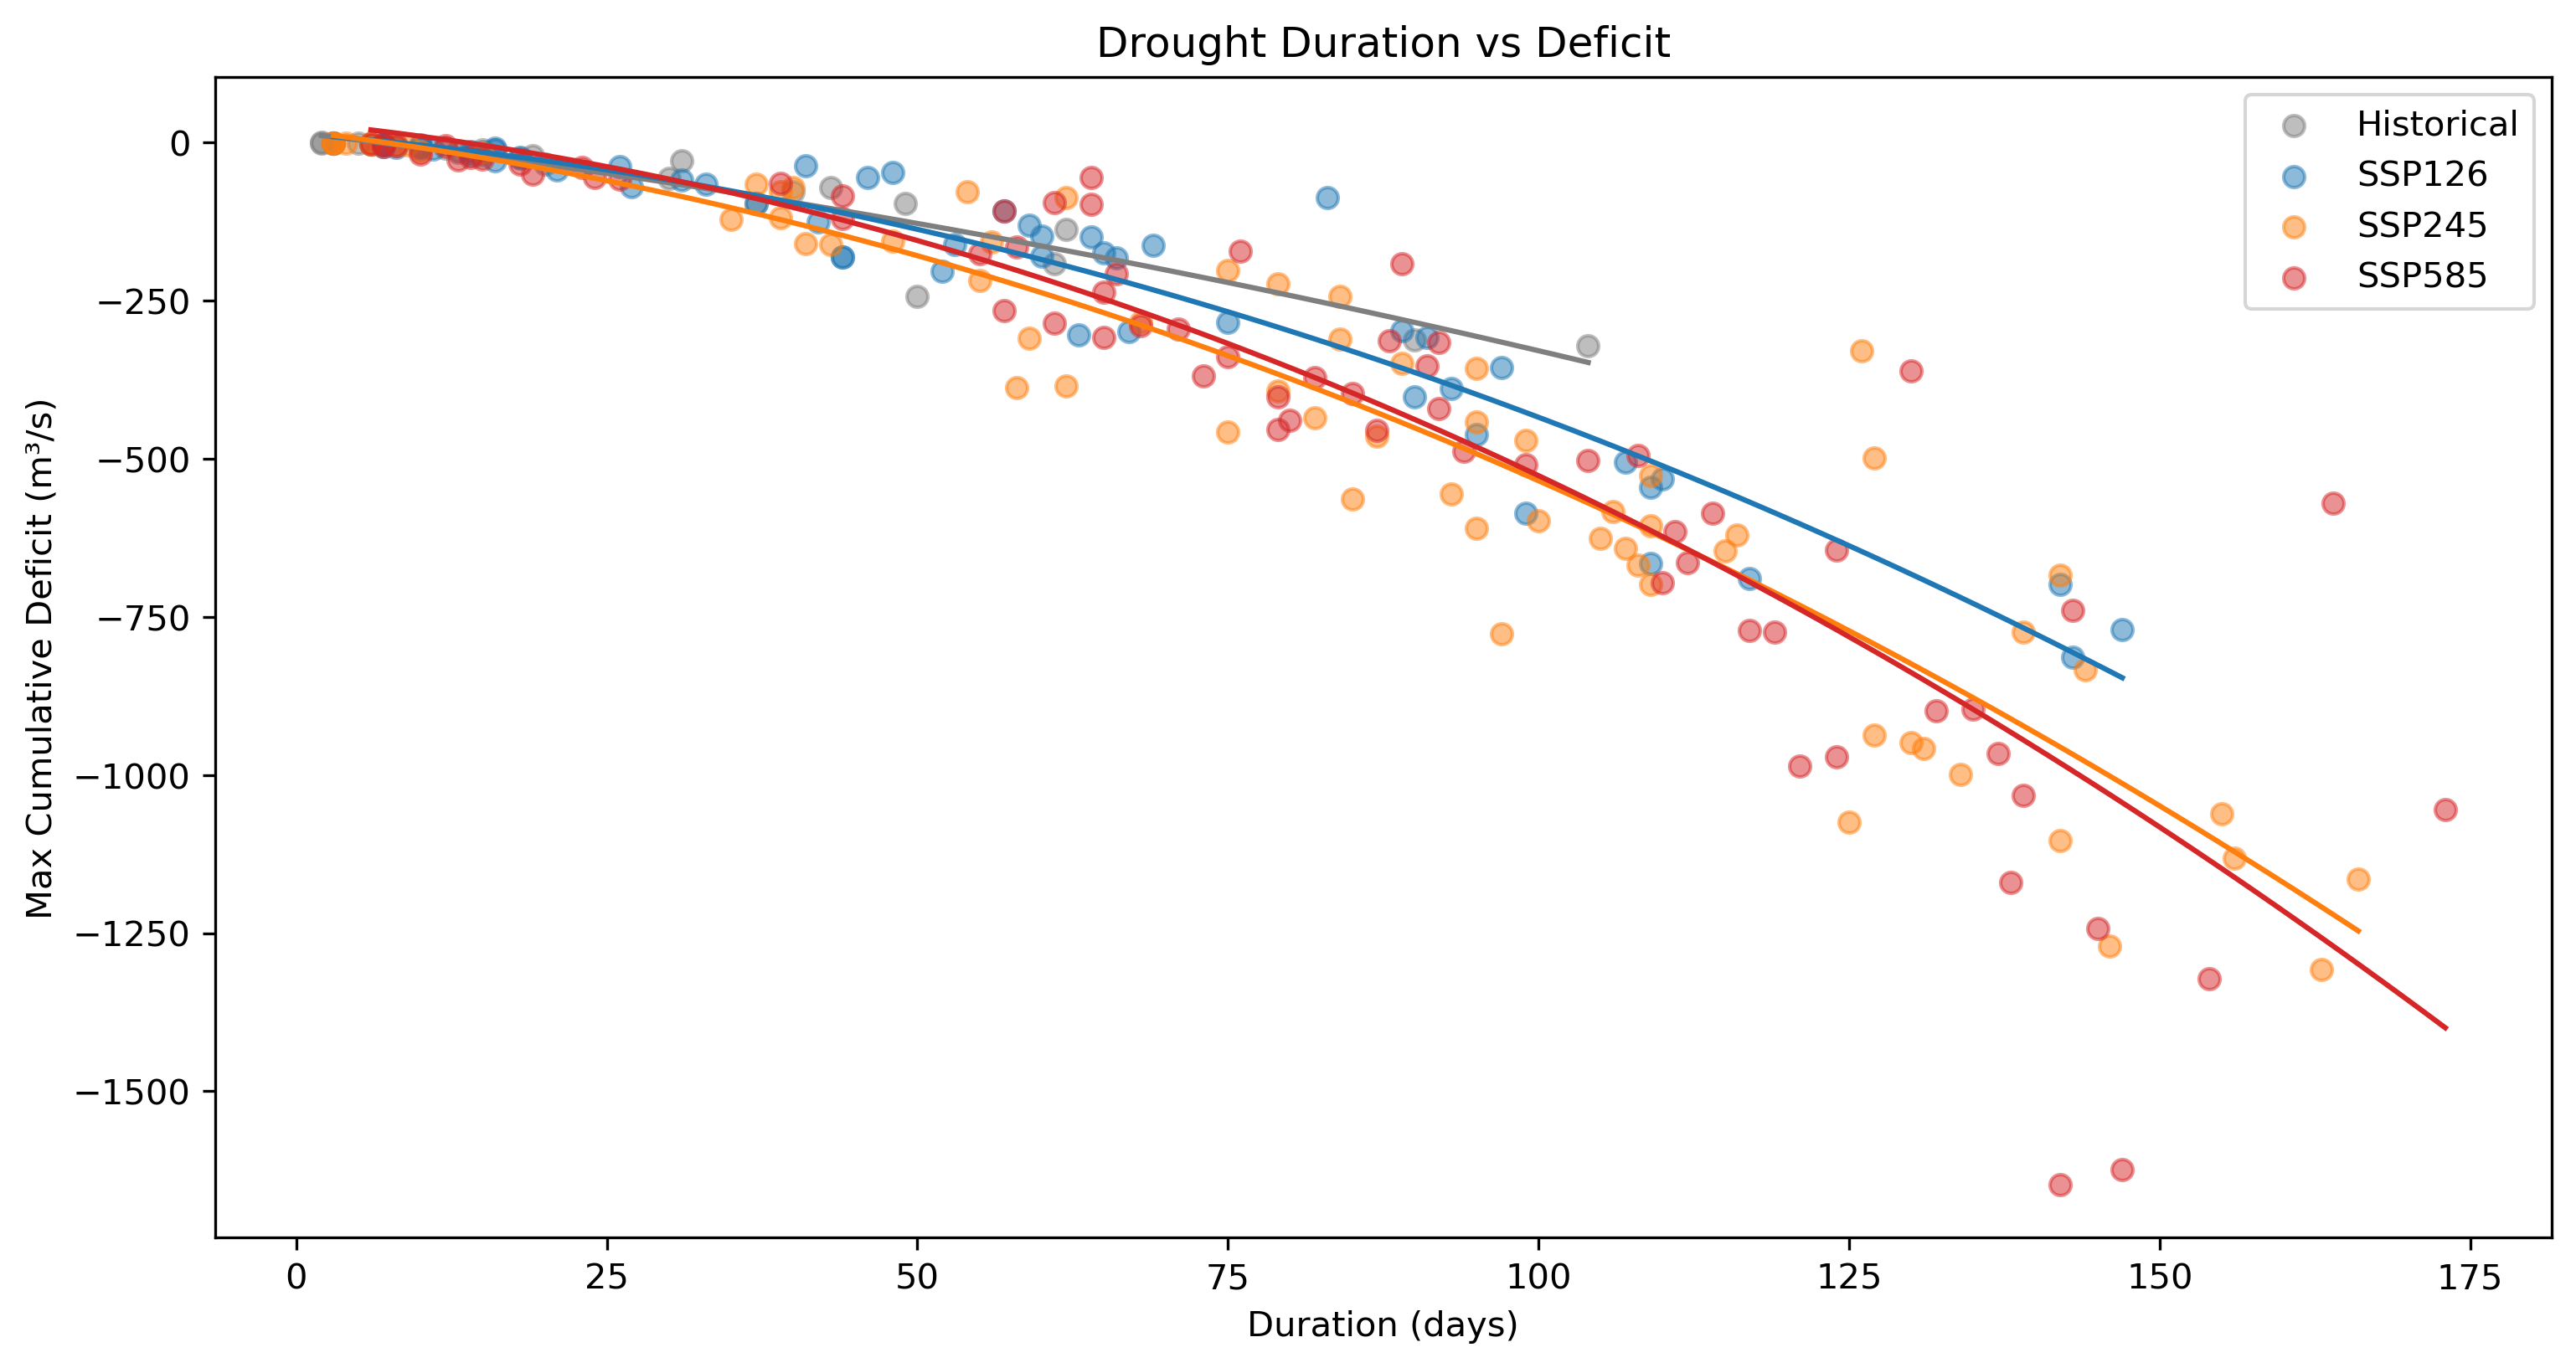 Drought Duration vs Deficit
Historical
SSP126
SSP245
SSP585
Max Cumulative Deficit (m³/s)
0
−250
−500
−750
−1000
−1250
−1500
0 25 50 75 100 125 150 175
Duration (days)